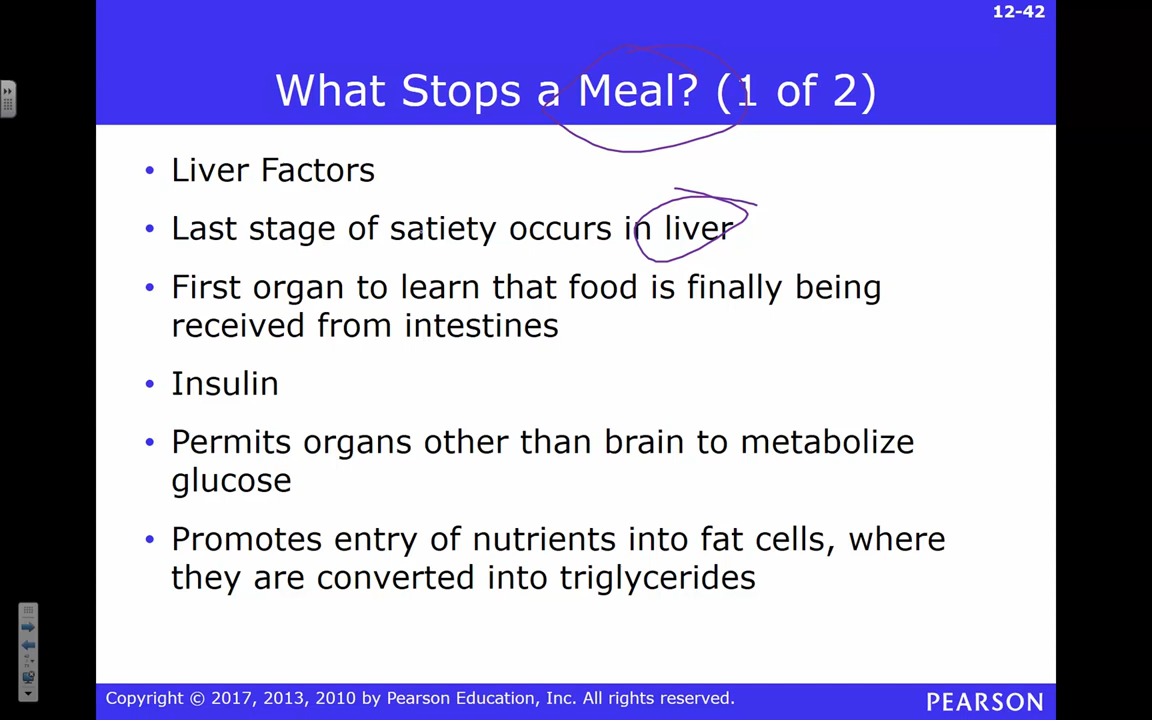 12-42
What Stops a Meal? (1 of 2)
• Liver Factors
• Last stage of satiety occurs in liver
• First organ to learn that food is finally being
received from intestines
• Insulin
• Permits organs other than brain to metabolize
glucose
• Promotes entry of nutrients into fat cells, where
they are converted into triglycerides
Copyright © 2017, 2013, 2010 by Pearson Education, Inc. All rights reserved.
PEARSON